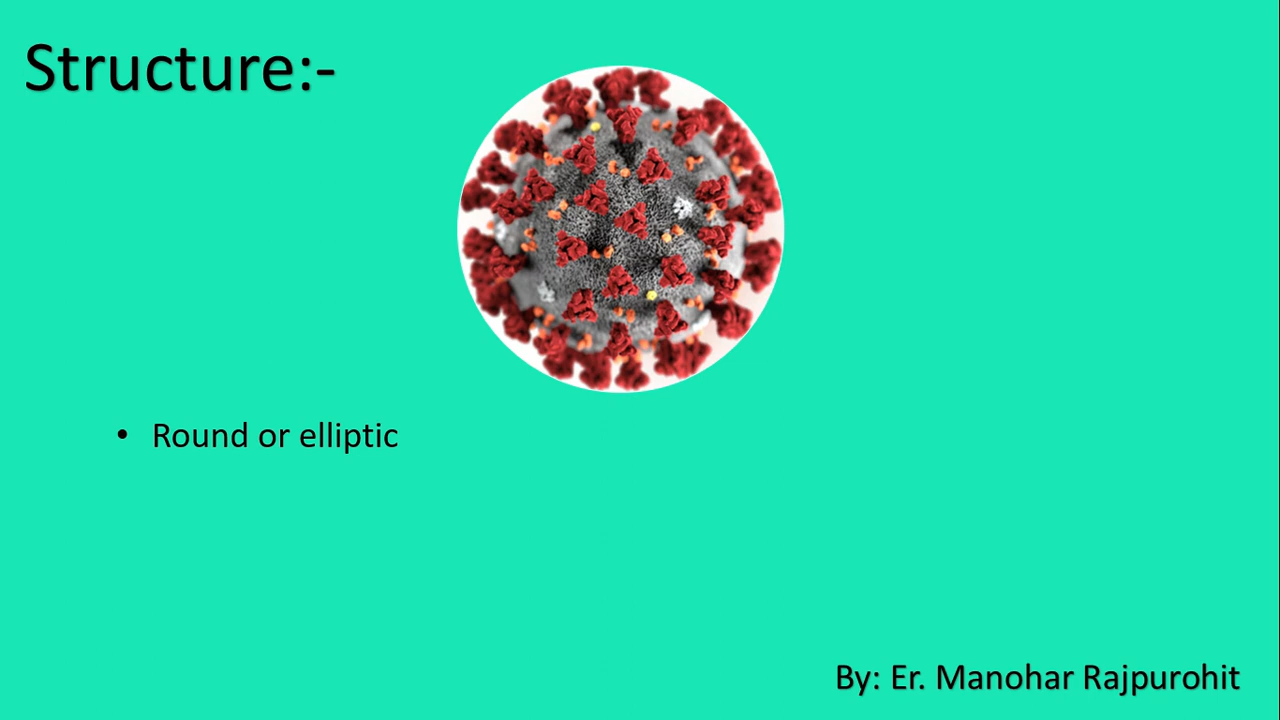 Structure:-
• Round or elliptic
By: Er. Manohar Rajpurohit